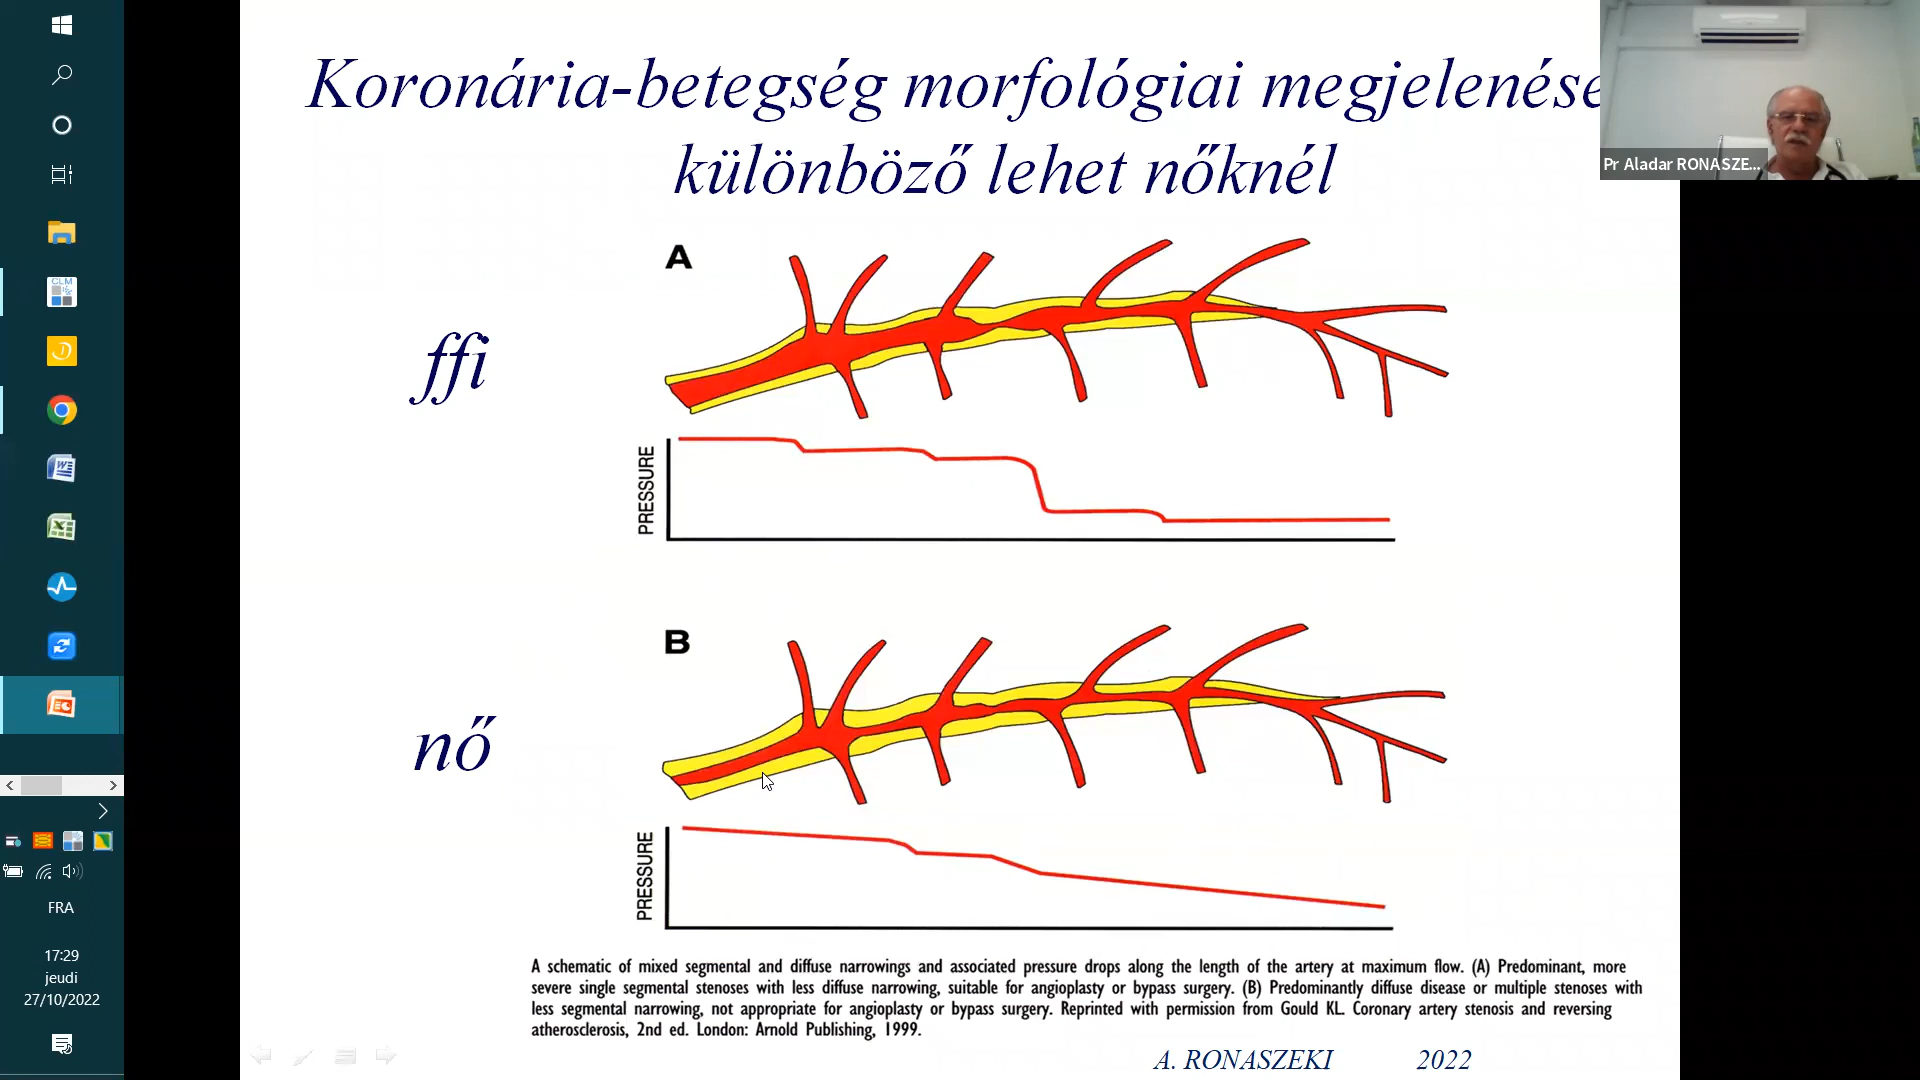 Koronária-betegség morfológiai megjelenése
különböző lehet nőknél
Pr Aladar RONASZE...
A
ffi
PRESSURE
B
nő
PRESSURE
A schematic of mixed segmental and diffuse narrowings and associated pressure drops along the length of the artery at maximum flow. (A) Predominant, more
severe single segmental stenoses with less diffuse narrowing, suitable for angioplasty or bypass surgery. (B) Predominantly diffuse disease or multiple stenoses with
less segmental narrowing, not appropriate for angioplasty or bypass surgery. Reprinted with permission from Gould KL. Coronary artery stenosis and reversing
atherosclerosis, 2nd ed. London: Arnold Publishing, 1999.
A. RONASZEKI 2022
CLM
FRA
17:29
jeudi
27/10/2022